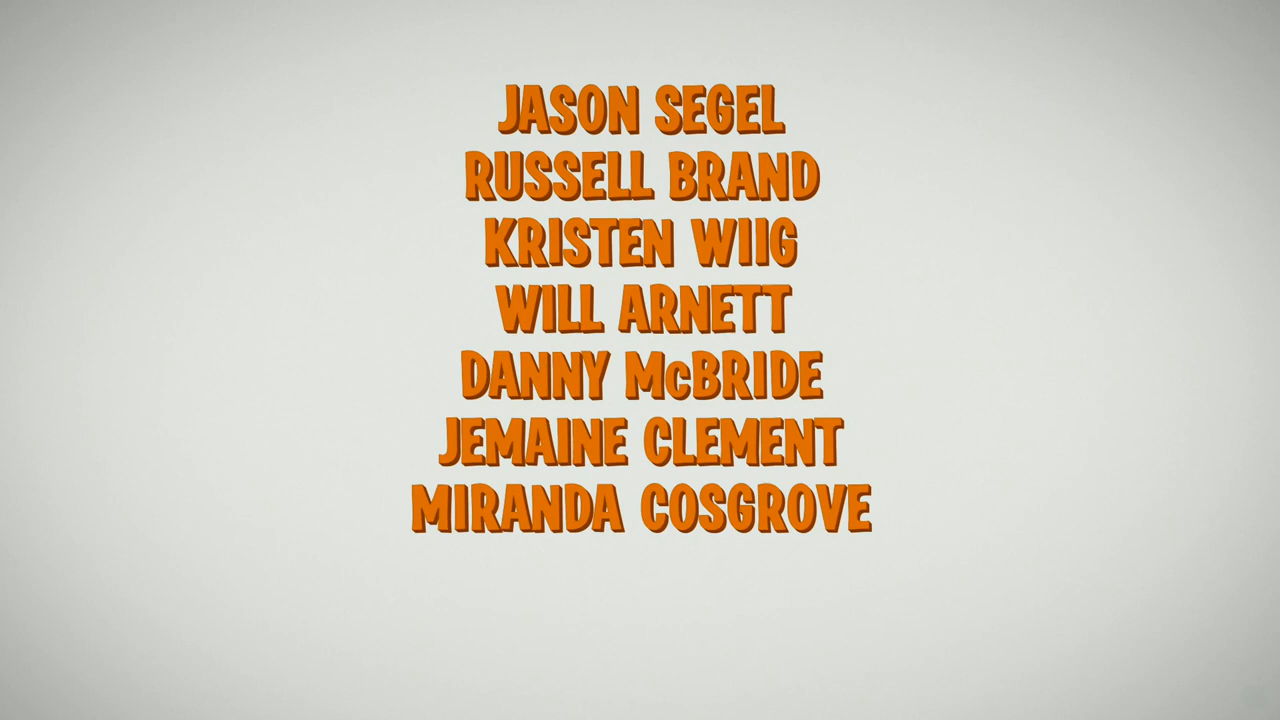 JASON SEGEL
RUSSELL BRAND
KRISTEN WIIG
WILL ARNETT
DANNY McBRIDE
JEMAINE CLEMENT
MIRANDA COSGROVE